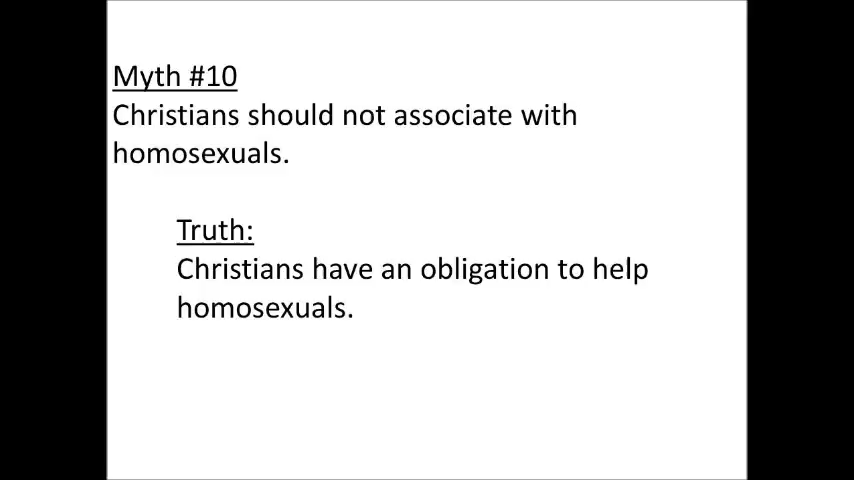 Myth #10
Christians should not associate with
homosexuals.
Truth:
Christians have an obligation to help
homosexuals.